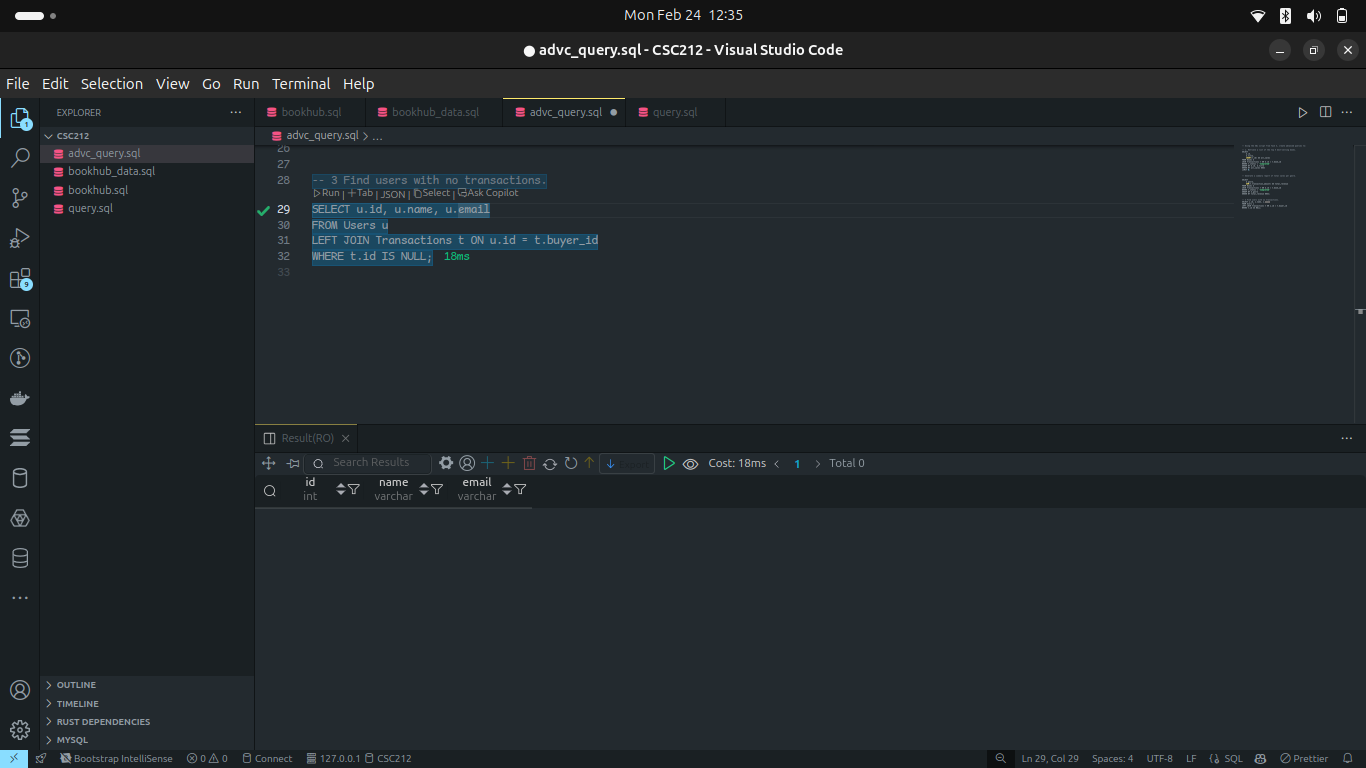 Mon Feb 24 12:35
● advc_query.sql - CSC212 - Visual Studio Code
File Edit Selection View Go Run Terminal Help
EXPLORER
CSC212
advc_query.sql
bookhub_data.sql
bookhub.sql
query.sql
OUTLINE
TIMELINE
RUST DEPENDENCIES
MYSQL
bookhub.sql bookhub_data.sql advc_query.sql query.sql
advc_query.sql > ...
26
27
28 -- 3 Find users with no transactions.
Run | +Tab | JSON | Select | Ask Copilot
29 SELECT u.id, u.name, u.email
30 FROM Users u
31 LEFT JOIN Transactions t ON u.id = t.buyer_id
32 WHERE t.id IS NULL; 18ms
33
Result(RO)
Search Results Cost: 18ms < 1 > Total 0
id name email
int varchar varchar
Bootstrap IntelliSense 0 0 Connect 127.0.0.1 CSC212 Ln 29, Col 29 Spaces: 4 UTF-8 LF SQL Prettier